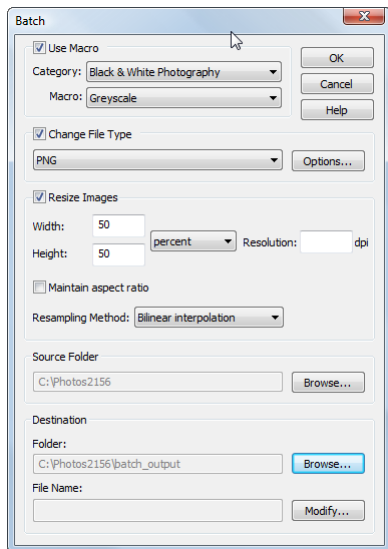 Batch
Use Macro
Category: Black & White Photography
Macro: Greyscale
OK
Cancel
Help
Change File Type
PNG
Options...
Resize Images
Width: 50
Height: 50
percent
Resolution: dpi
Maintain aspect ratio
Resampling Method: Bilinear interpolation
Source Folder
C:\Photos2156
Browse...
Destination
Folder:
C:\Photos2156\batch_output
Browse...
File Name:
Modify...